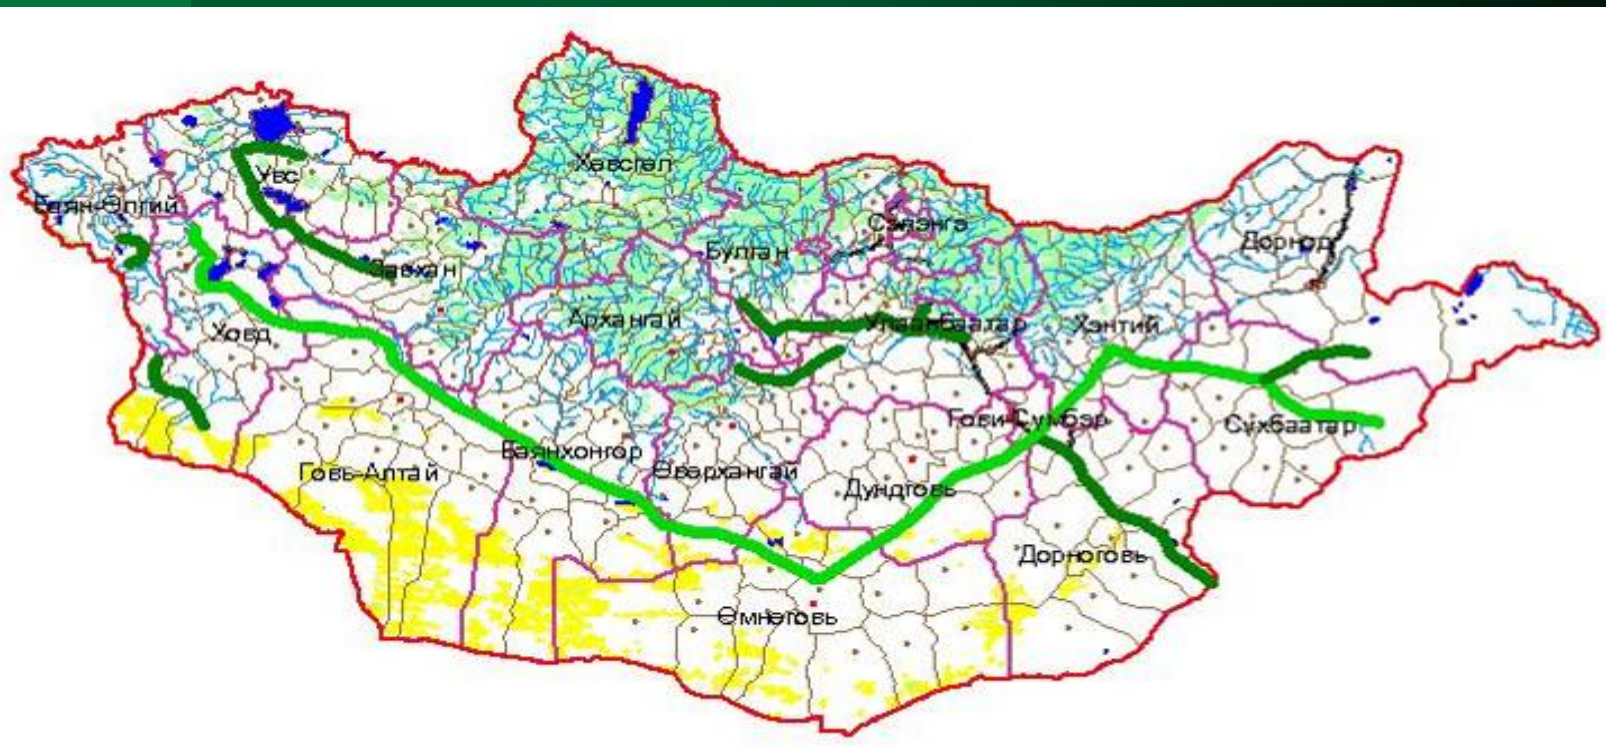 Хөвсгөл
Увс
Баян-Өлгий
Сэлэнгэ
Дорнод
Булган
Завхан
Архангай
Улаанбаатар
Хэнтий
Ховд
Говь-Сүмбэр
Сүхбаатар
Баянхонгор
Говь-Алтай
Өвөрхангай
Дундговь
Дорноговь
Өмнөговь